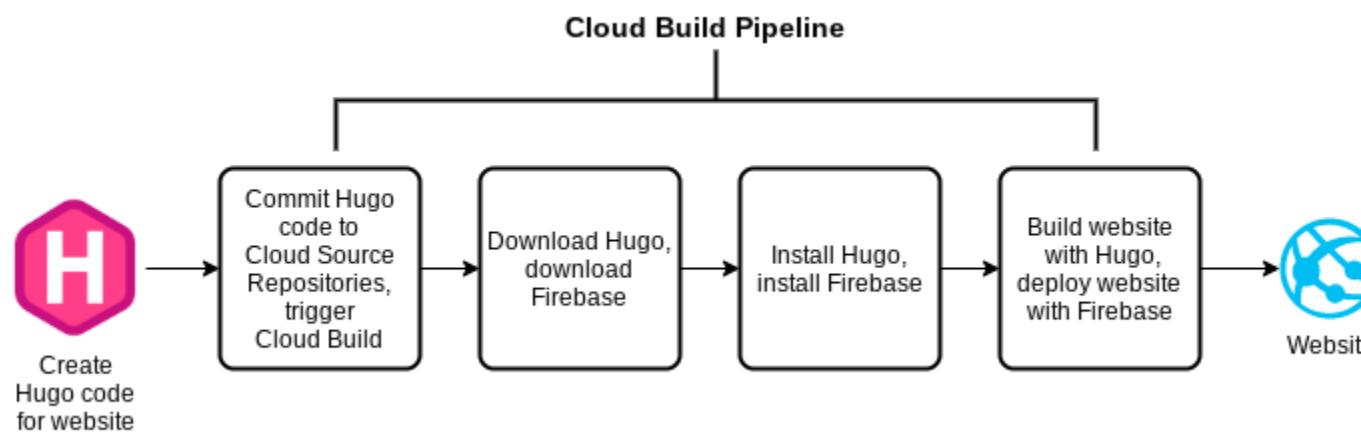 Cloud Build Pipeline
H
Create
Hugo code
for website
Commit Hugo
code to
Cloud Source
Repositories,
trigger
Cloud Build
Download Hugo,
download
Firebase
Install Hugo,
install Firebase
Build website
with Hugo,
deploy website
with Firebase
Websit